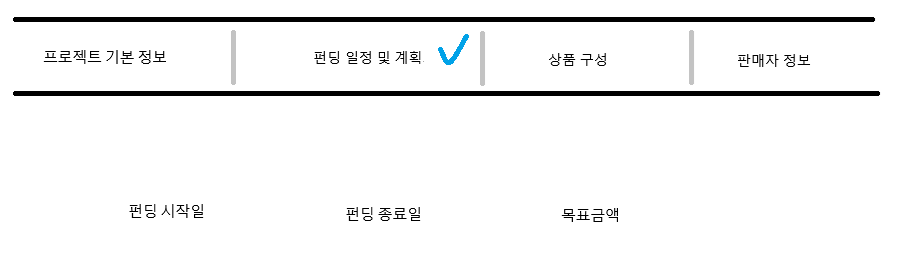 프로젝트 기본 정보 펀딩 일정 및 계획 상품 구성 판매자 정보
펀딩 시작일 펀딩 종료일 목표금액